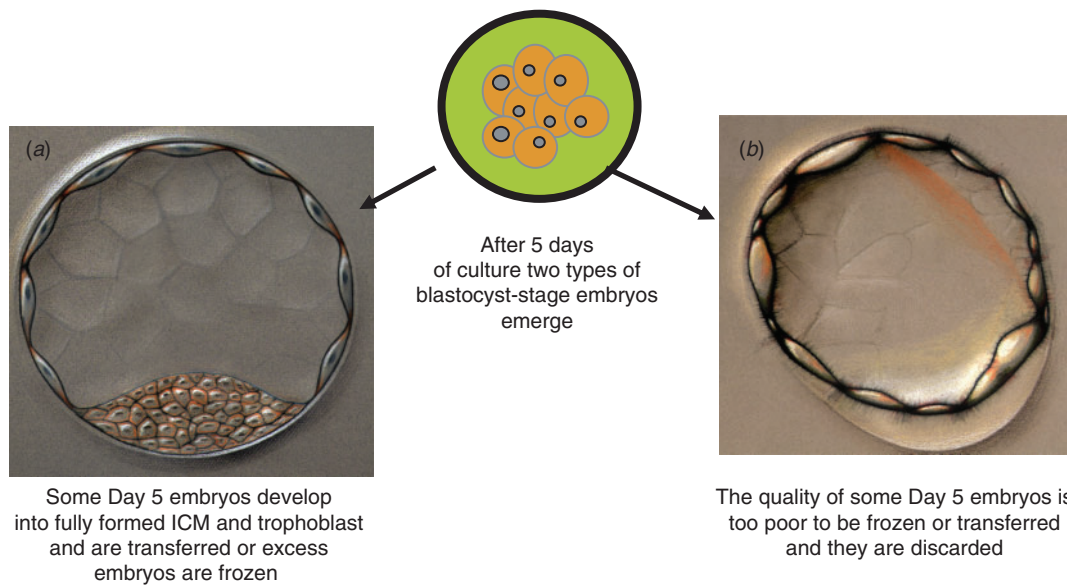 (a)
(b)
After 5 days
of culture two types of
blastocyst-stage embryos
emerge
Some Day 5 embryos develop
into fully formed ICM and trophoblast
and are transferred or excess
embryos are frozen
The quality of some Day 5 embryos is
too poor to be frozen or transferred
and they are discarded